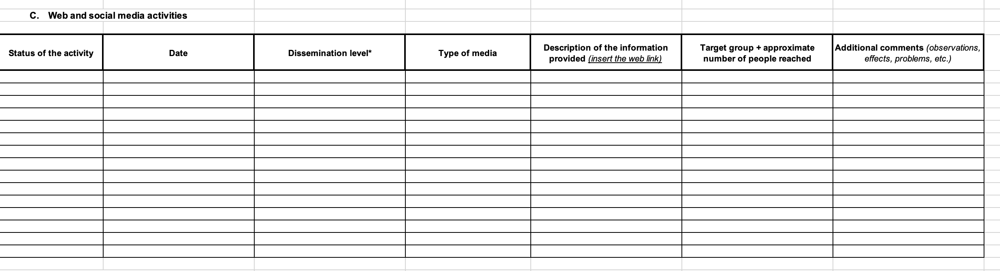 C. Web and social media activities
Status of the activity
Date
Dissemination level*
Type of media
Description of the information
provided (insert the web link)
Target group + approximate
number of people reached
Additional comments (observations,
effects, problems, etc.)